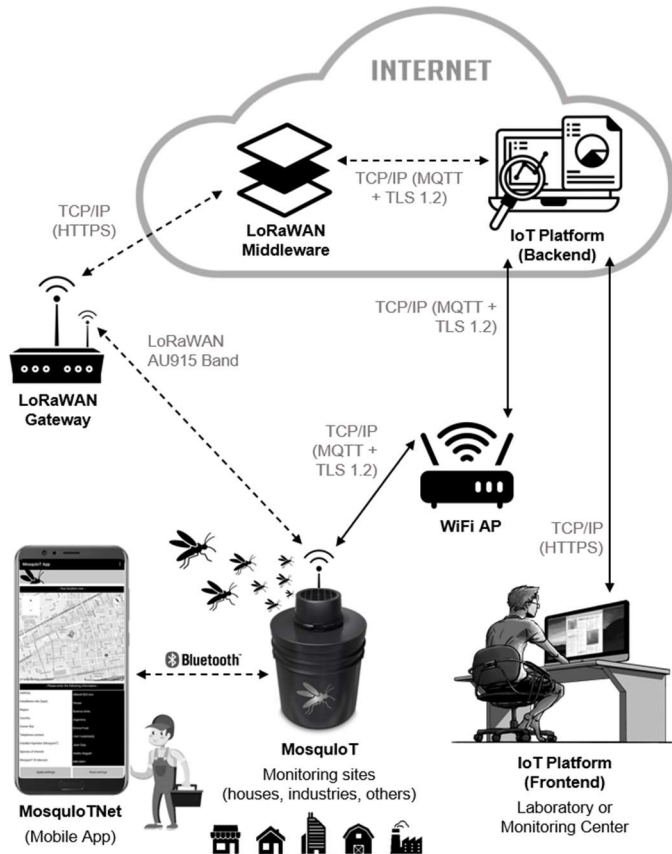 INTERNET
TCP/IP (MQTT
+ TLS 1.2)
LoRaWAN
Middleware
IoT Platform
(Backend)
TCP/IP
(HTTPS)
TCP/IP (MQTT +
TLS 1.2)
LoRaWAN
AU915 Band
LoRaWAN
Gateway
TCP/IP
(MQTT +
TLS 1.2)
WiFi AP
TCP/IP
(HTTPS)
MosquIoT App
Bluetooth
MosquIoT
Monitoring sites
(houses, industries, others)
IoT Platform
(Frontend)
Laboratory or
Monitoring Center
MosquIoTNet
(Mobile App)